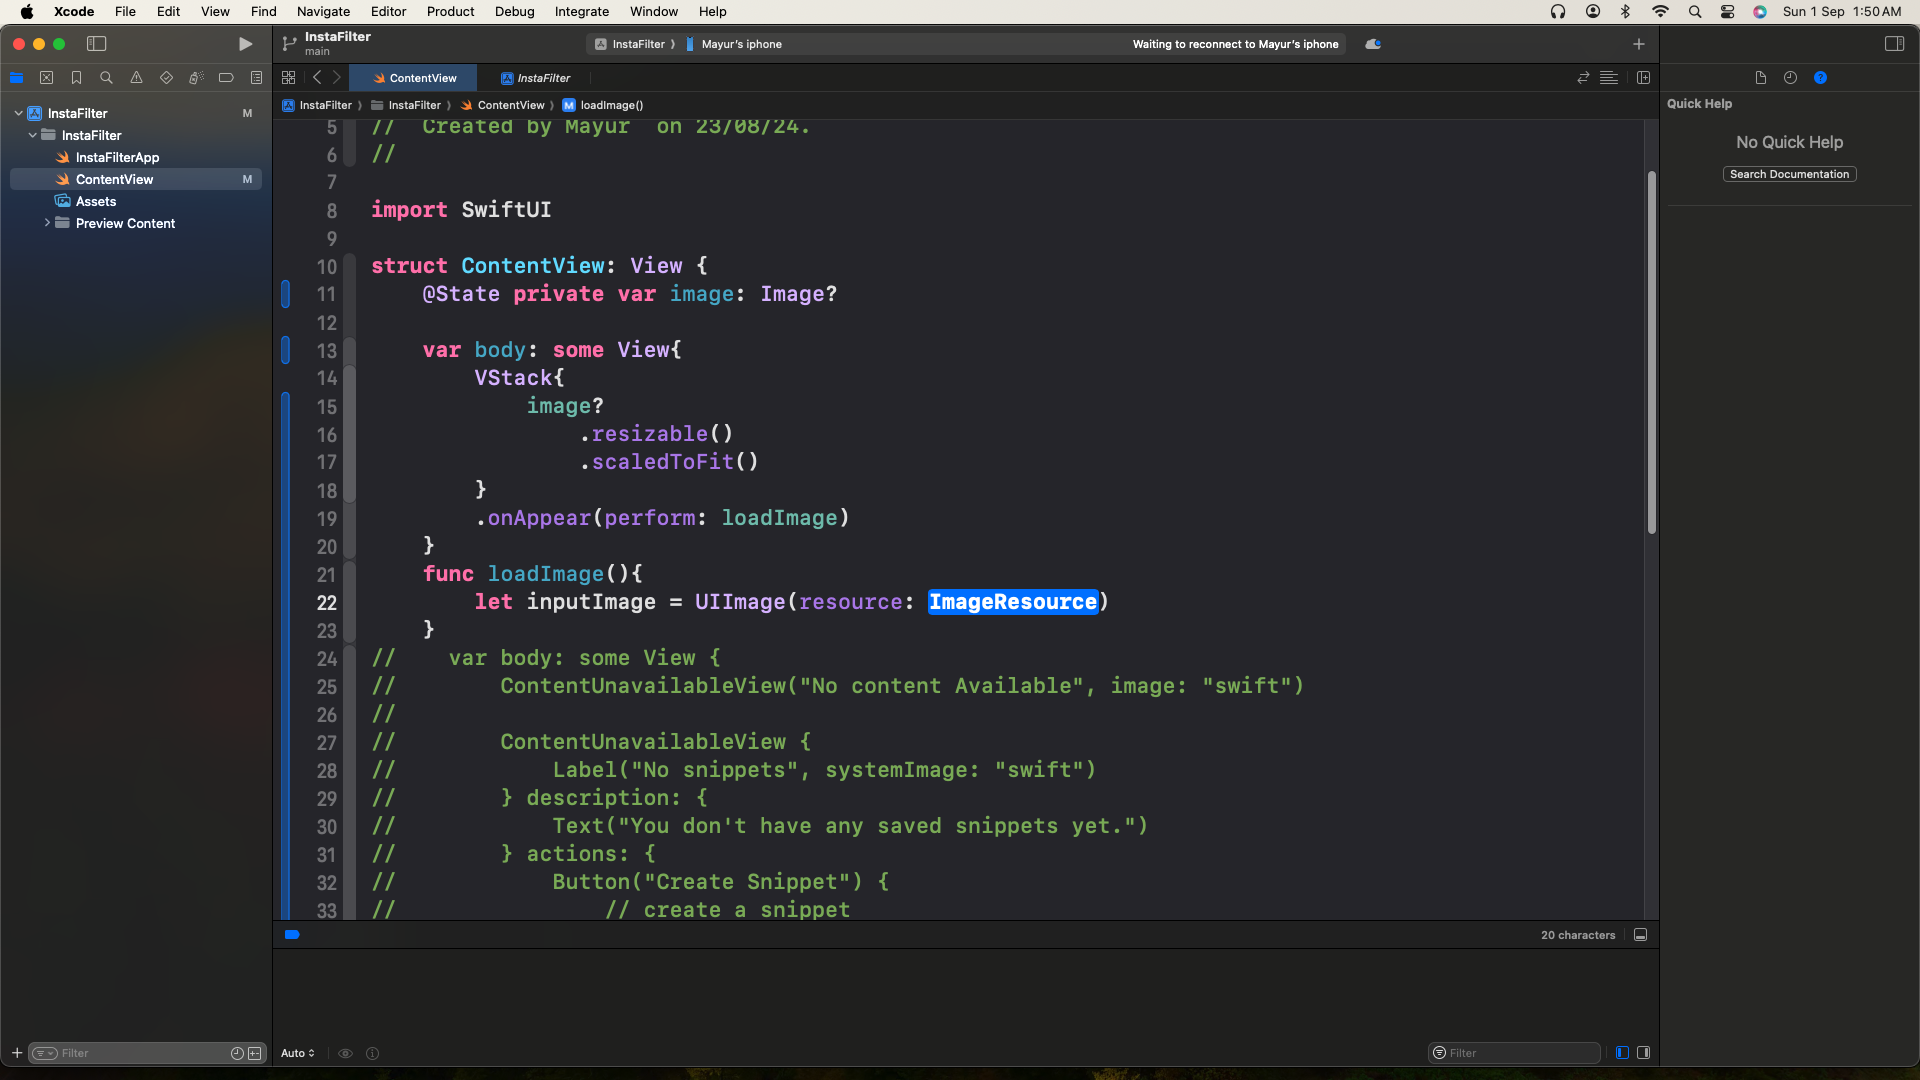 Xcode File Edit View Find Navigate Editor Product Debug Integrate Window Help Sun 1 Sep 1:50 AM
InstaFilter
main
InstaFilter ⟩ Mayur's iphone Waiting to reconnect to Mayur's iphone
ContentView InstaFilter
InstaFilter ⟩ InstaFilter ⟩ ContentView ⟩ M loadImage()
InstaFilter M
InstaFilter
InstaFilterApp
ContentView M
Assets
Preview Content
5 //  Created by Mayur  on 23/08/24.
6 //
7
8 import SwiftUI
9
10 struct ContentView: View {
11     @State private var image: Image?
12
13     var body: some View{
14         VStack{
15             image?
16                 .resizable()
17                 .scaledToFit()
18         }
19         .onAppear(perform: loadImage)
20     }
21     func loadImage(){
22         let inputImage = UIImage(resource: ImageResource)
23     }
24 //    var body: some View {
25 //        ContentUnavailableView("No content Available", image: "swift")
26 //
27 //        ContentUnavailableView {
28 //            Label("No snippets", systemImage: "swift")
29 //        } description: {
30 //            Text("You don't have any saved snippets yet.")
31 //        } actions: {
32 //            Button("Create Snippet") {
33 //                // create a snippet
Quick Help
No Quick Help
Search Documentation
20 characters
Filter
Auto
Filter